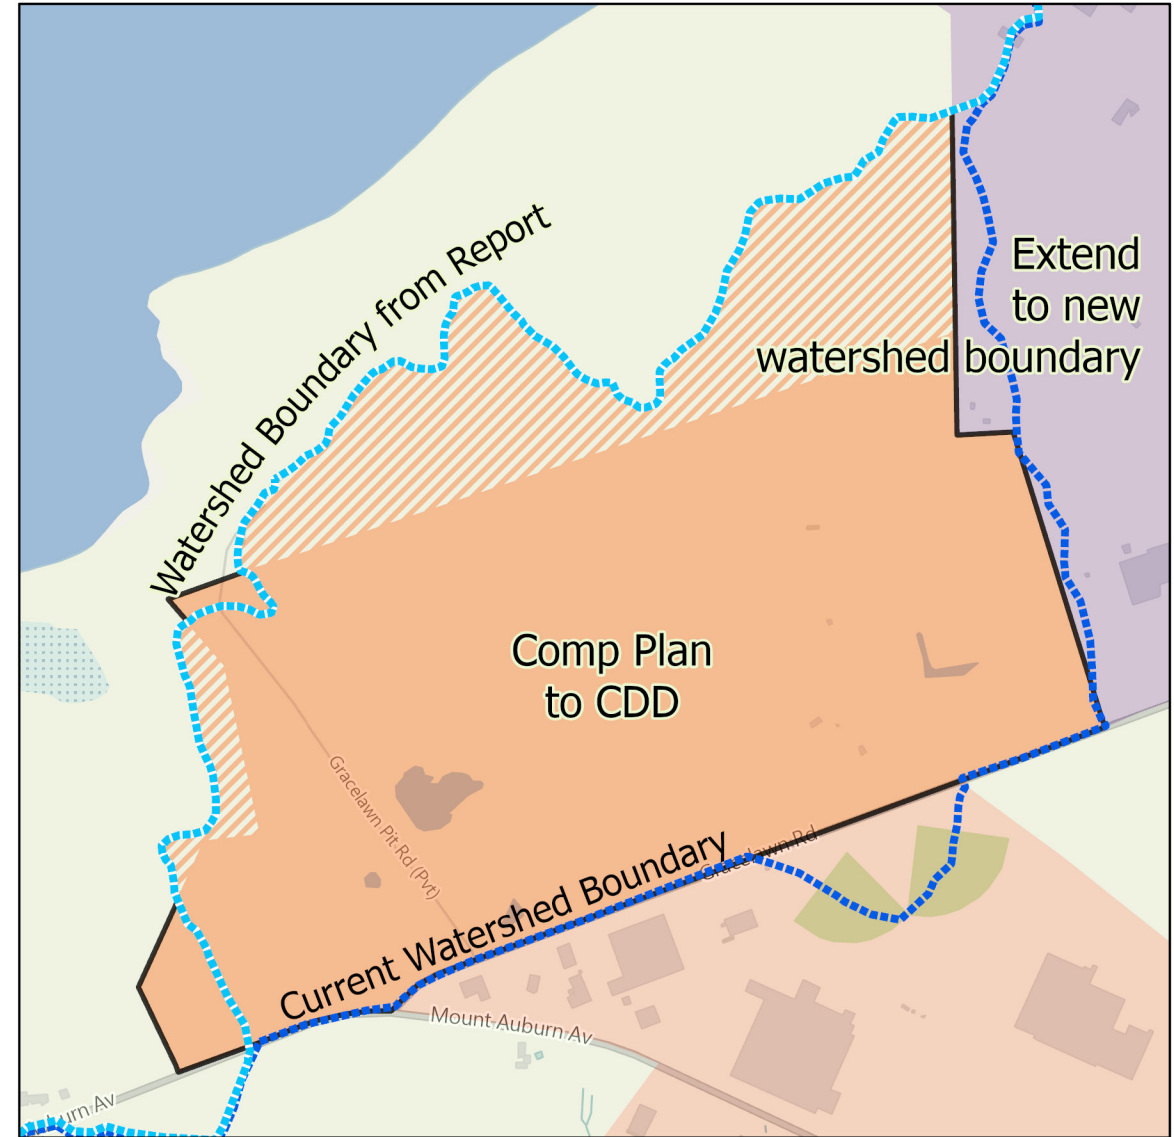 Watershed Boundary from Report
Extend
to new
watershed boundary
Comp Plan
to CDD
Gracelawn Pit Rd (Pvt)
Gracelawn Rd
Current Watershed Boundary
Mount Auburn Av
burn Av